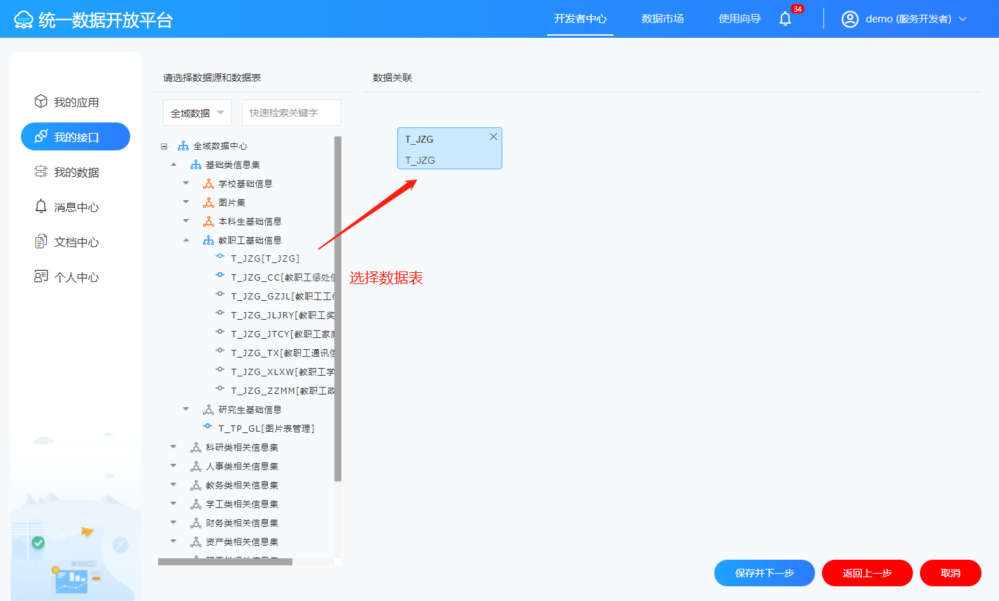 统一数据开放平台
开发者中心
数据市场
使用向导
34
demo (服务开发者)
我的应用
我的接口
我的数据
消息中心
文档中心
个人中心
请选择数据源和数据表
全域数据
快速检索关键字
全域数据中心
基础类信息集
学校基础信息
图片集
本科生基础信息
教职工基础信息
T_JZG[T_JZG]
T_JZG_CC[教职工惩处信
T_JZG_GZJL[教职工工作
T_JZG_JLJRY[教职工奖
T_JZG_JTCY[教职工家庭
T_JZG_TX[教职工通讯信
T_JZG_XLXW[教职工学
T_JZG_ZZMM[教职工政
研究生基础信息
T_TP_GL[图片表管理]
科研类相关信息集
人事类相关信息集
教务类相关信息集
学工类相关信息集
财务类相关信息集
资产类相关信息集
数据关联
T_JZG
T_JZG
选择数据表
保存并下一步
返回上一步
取消